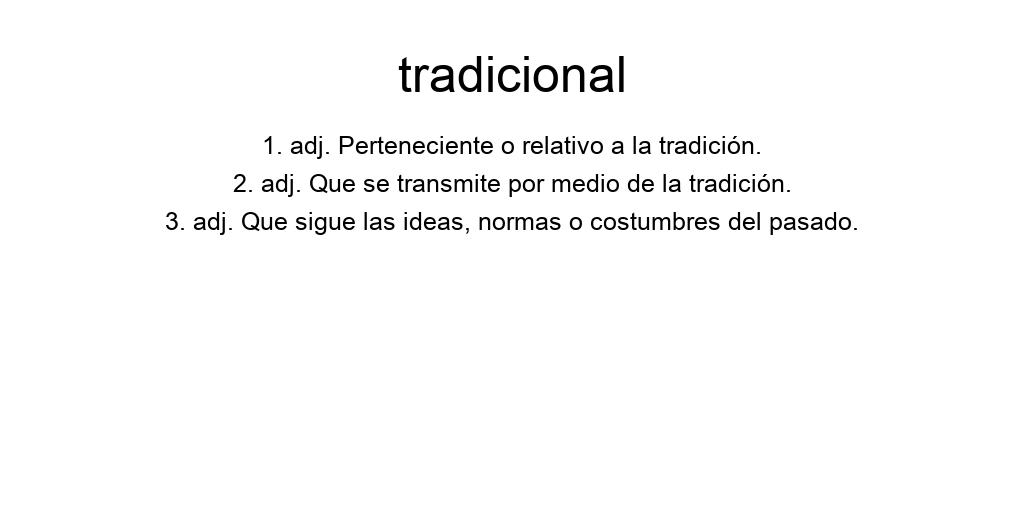 tradicional
1. adj. Perteneciente o relativo a la tradición.
2. adj. Que se transmite por medio de la tradición.
3. adj. Que sigue las ideas, normas o costumbres del pasado.